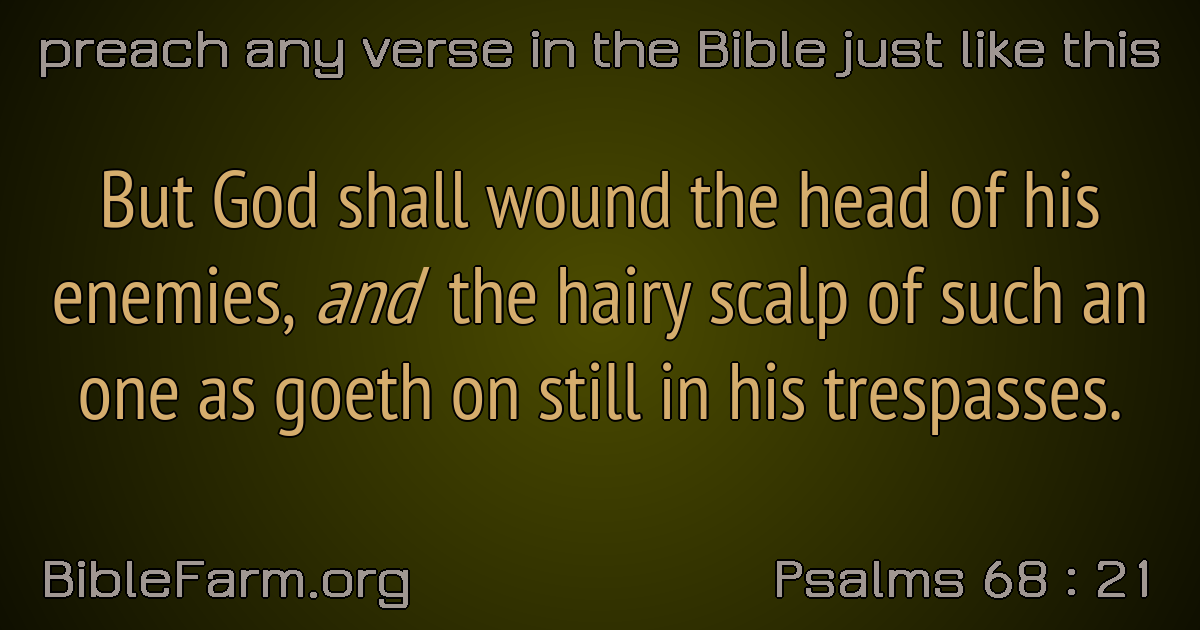 preach any verse in the Bible just like this
But God shall wound the head of his
enemies, and the hairy scalp of such an
one as goeth on still in his trespasses.
BibleFarm.org
Psalms 68 : 21